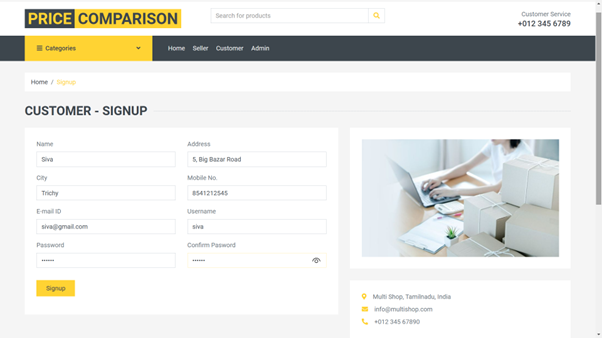 PRICE COMPARISON
Search for products
Customer Service
+012 345 6789
Categories
Home Seller Customer Admin
Home / Signup
CUSTOMER - SIGNUP
Name Address
Siva 5, Big Bazar Road
City Mobile No.
Trichy 8541212545
E-mail ID Username
siva@gmail.com siva
Password Confirm Pasword
•••••• ••••••
Signup
Multi Shop, Tamilnadu, India
info@multishop.com
+012 345 67890